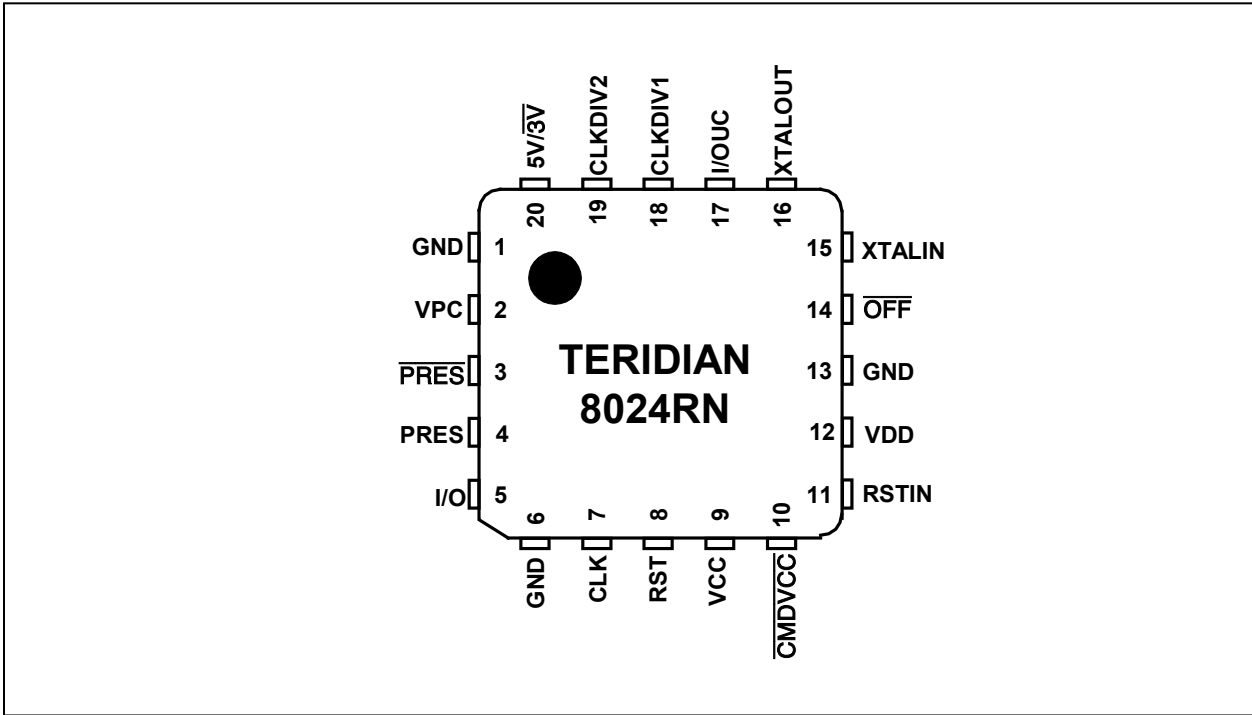 5V/3V
CLKDIV2
CLKDIV1
I/OUC
XTALOUT
20
19
18
17
16
GND 1
VPC 2
PRES 3
PRES 4
I/O 5
15 XTALIN
14 OFF
13 GND
12 VDD
11 RSTIN
TERIDIAN
8024RN
6
7
8
9
10
GND
CLK
RST
VCC
CMDVCC